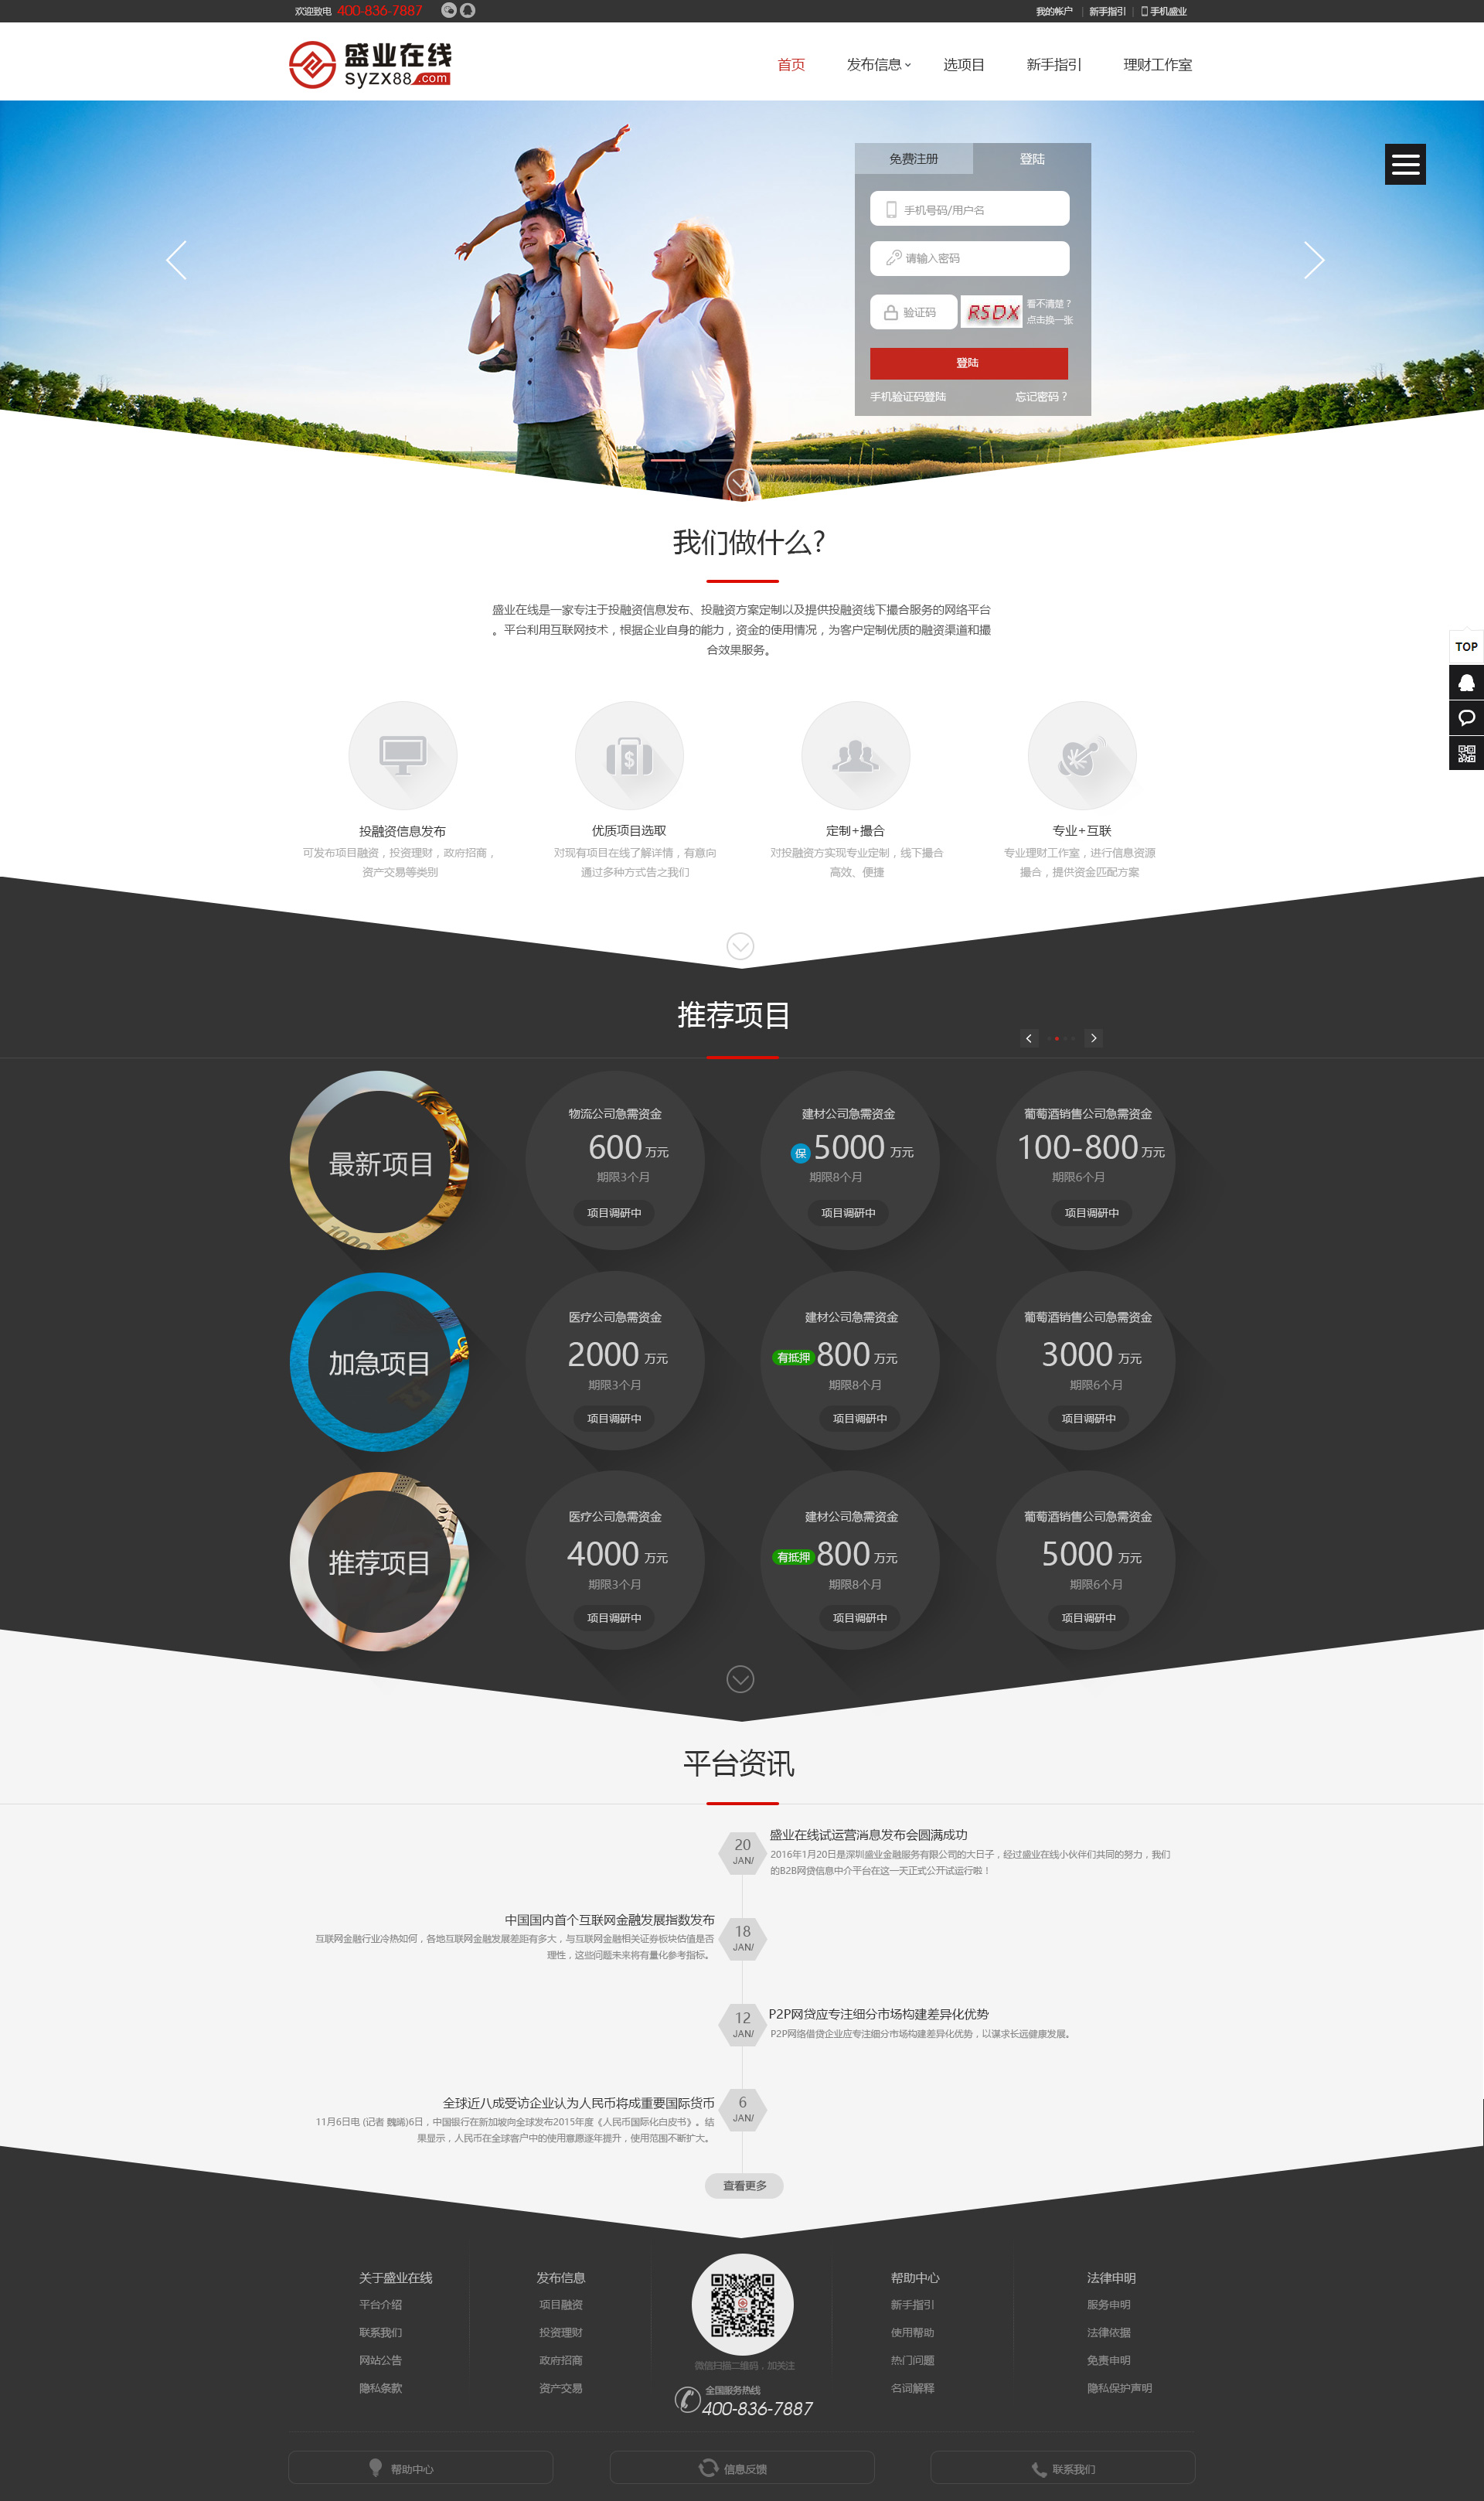 欢迎致电 400-836-7887
我的帐户 | 新手指引 | 手机盛业
盛业在线
syzx88.com
首页 发布信息 选项目 新手指引 理财工作室
免费注册 登陆
手机号码/用户名
请输入密码
验证码 RSDX 看不清楚？
点击换一张
登陆
手机验证码登陆 忘记密码？
我们做什么?
盛业在线是一家专注于投融资信息发布、投融资方案定制以及提供投融资线下撮合服务的网络平台
。平台利用互联网技术，根据企业自身的能力，资金的使用情况，为客户定制优质的融资渠道和撮
合效果服务。
TOP
投融资信息发布
可发布项目融资，投资理财，政府招商，
资产交易等类别
优质项目选取
对现有项目在线了解详情，有意向
通过多种方式告之我们
定制+撮合
对投融资方实现专业定制，线下撮合
高效、便捷
专业+互联
专业理财工作室，进行信息资源
撮合，提供资金匹配方案
推荐项目
最新项目
物流公司急需资金
600 万元
期限3个月
项目调研中
建材公司急需资金
保 5000 万元
期限8个月
项目调研中
葡萄酒销售公司急需资金
100-800 万元
期限6个月
项目调研中
加急项目
医疗公司急需资金
2000 万元
期限3个月
项目调研中
建材公司急需资金
有抵押 800 万元
期限8个月
项目调研中
葡萄酒销售公司急需资金
3000 万元
期限6个月
项目调研中
推荐项目
医疗公司急需资金
4000 万元
期限3个月
项目调研中
建材公司急需资金
有抵押 800 万元
期限8个月
项目调研中
葡萄酒销售公司急需资金
5000 万元
期限6个月
项目调研中
平台资讯
20
JAN/
盛业在线试运营消息发布会圆满成功
2016年1月20日是深圳盛业金融服务有限公司的大日子，经过盛业在线小伙伴们共同的努力，我们
的B2B网贷信息中介平台在这一天正式公开试运行啦！
18
JAN/
中国国内首个互联网金融发展指数发布
互联网金融行业冷热如何，各地互联网金融发展差距有多大，与互联网金融相关证券板块估值是否
理性，这些问题未来将有量化参考指标。
12
JAN/
P2P网贷应专注细分市场构建差异化优势
P2P网络借贷企业应专注细分市场构建差异化优势，以谋求长远健康发展。
6
JAN/
全球近八成受访企业认为人民币将成重要国际货币
11月6日电 (记者 魏晞)6日，中国银行在新加坡向全球发布2015年度《人民币国际化白皮书》。结
果显示，人民币在全球客户中的使用意愿逐年提升，使用范围不断扩大。
查看更多
关于盛业在线
平台介绍
联系我们
网站公告
隐私条款
发布信息
项目融资
投资理财
政府招商
资产交易
微信扫描二维码，加关注
全国服务热线
400-836-7887
帮助中心
新手指引
使用帮助
热门问题
名词解释
法律申明
服务申明
法律依据
免责申明
隐私保护声明
帮助中心
信息反馈
联系我们